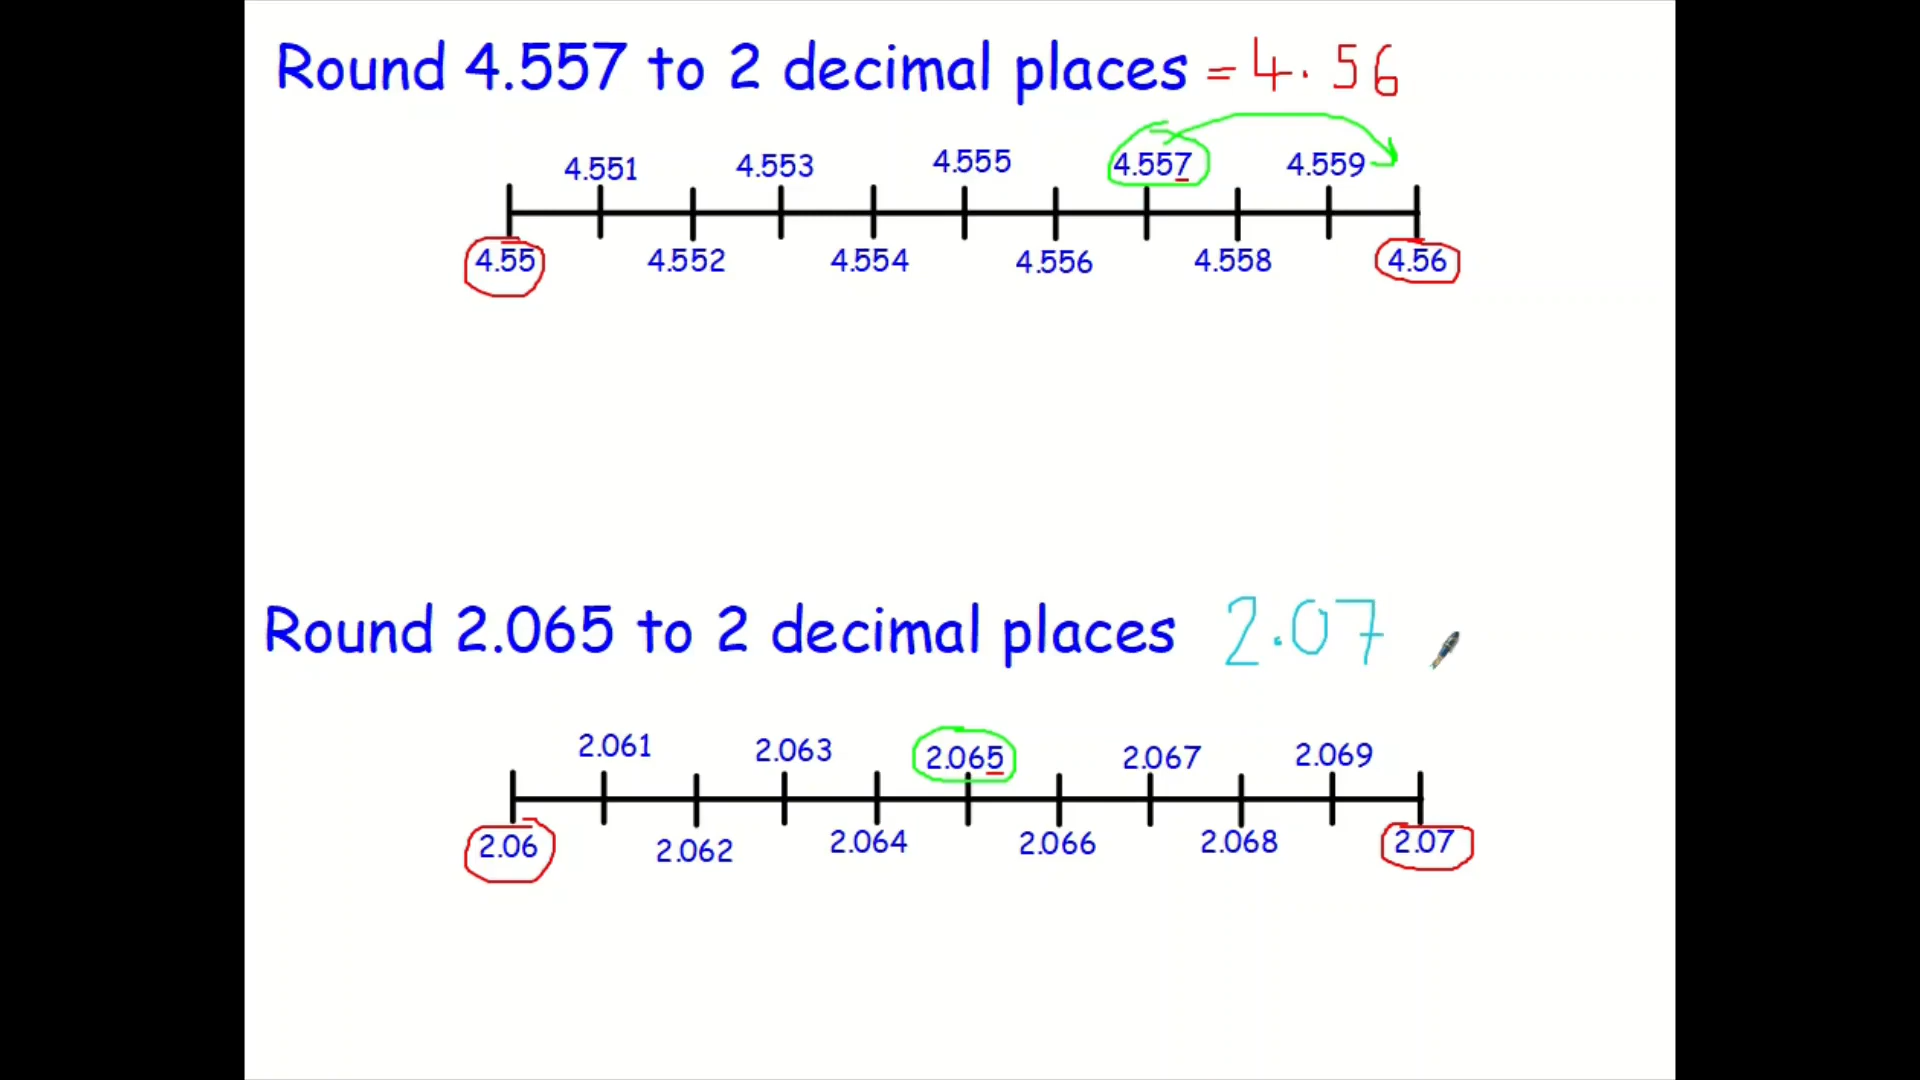 Round 4.557 to 2 decimal places = 4.56
4.551 4.553 4.555 4.557 4.559
4.55 4.552 4.554 4.556 4.558 4.56
Round 2.065 to 2 decimal places 2.07
2.061 2.063 2.065 2.067 2.069
2.06 2.062 2.064 2.066 2.068 2.07